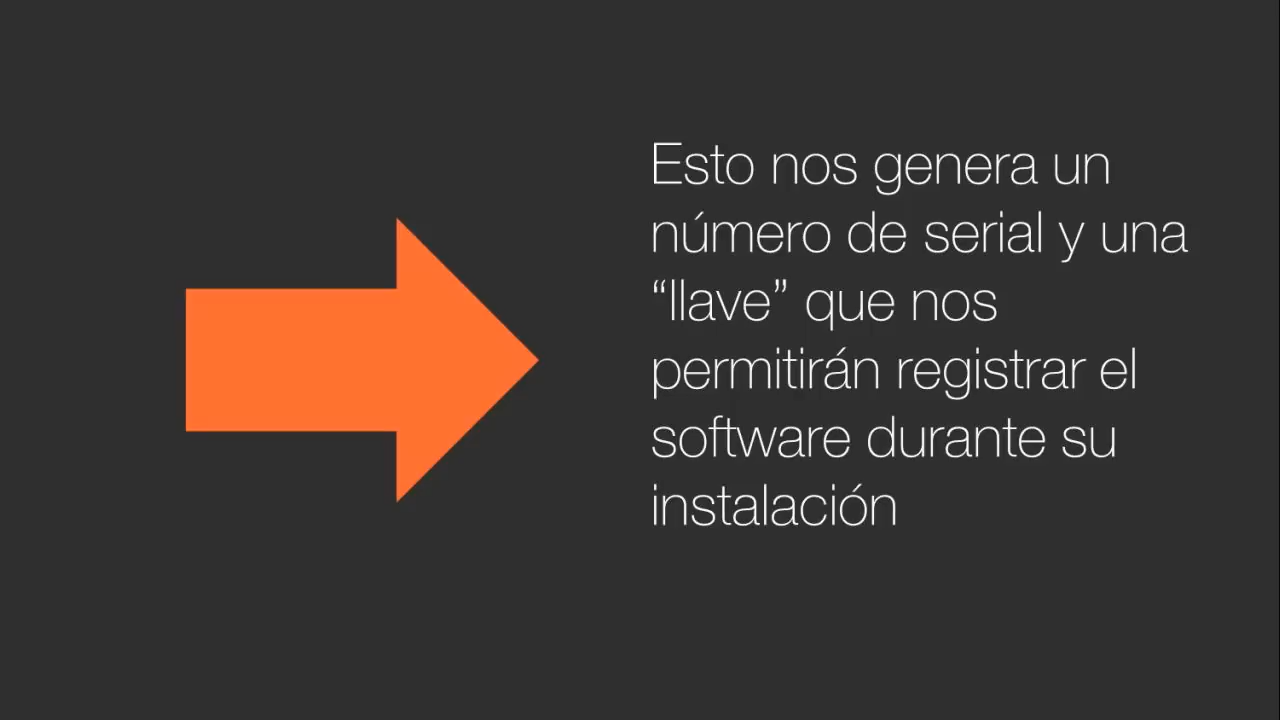 Esto nos genera un
número de serial y una
“llave” que nos
permitirán registrar el
software durante su
instalación